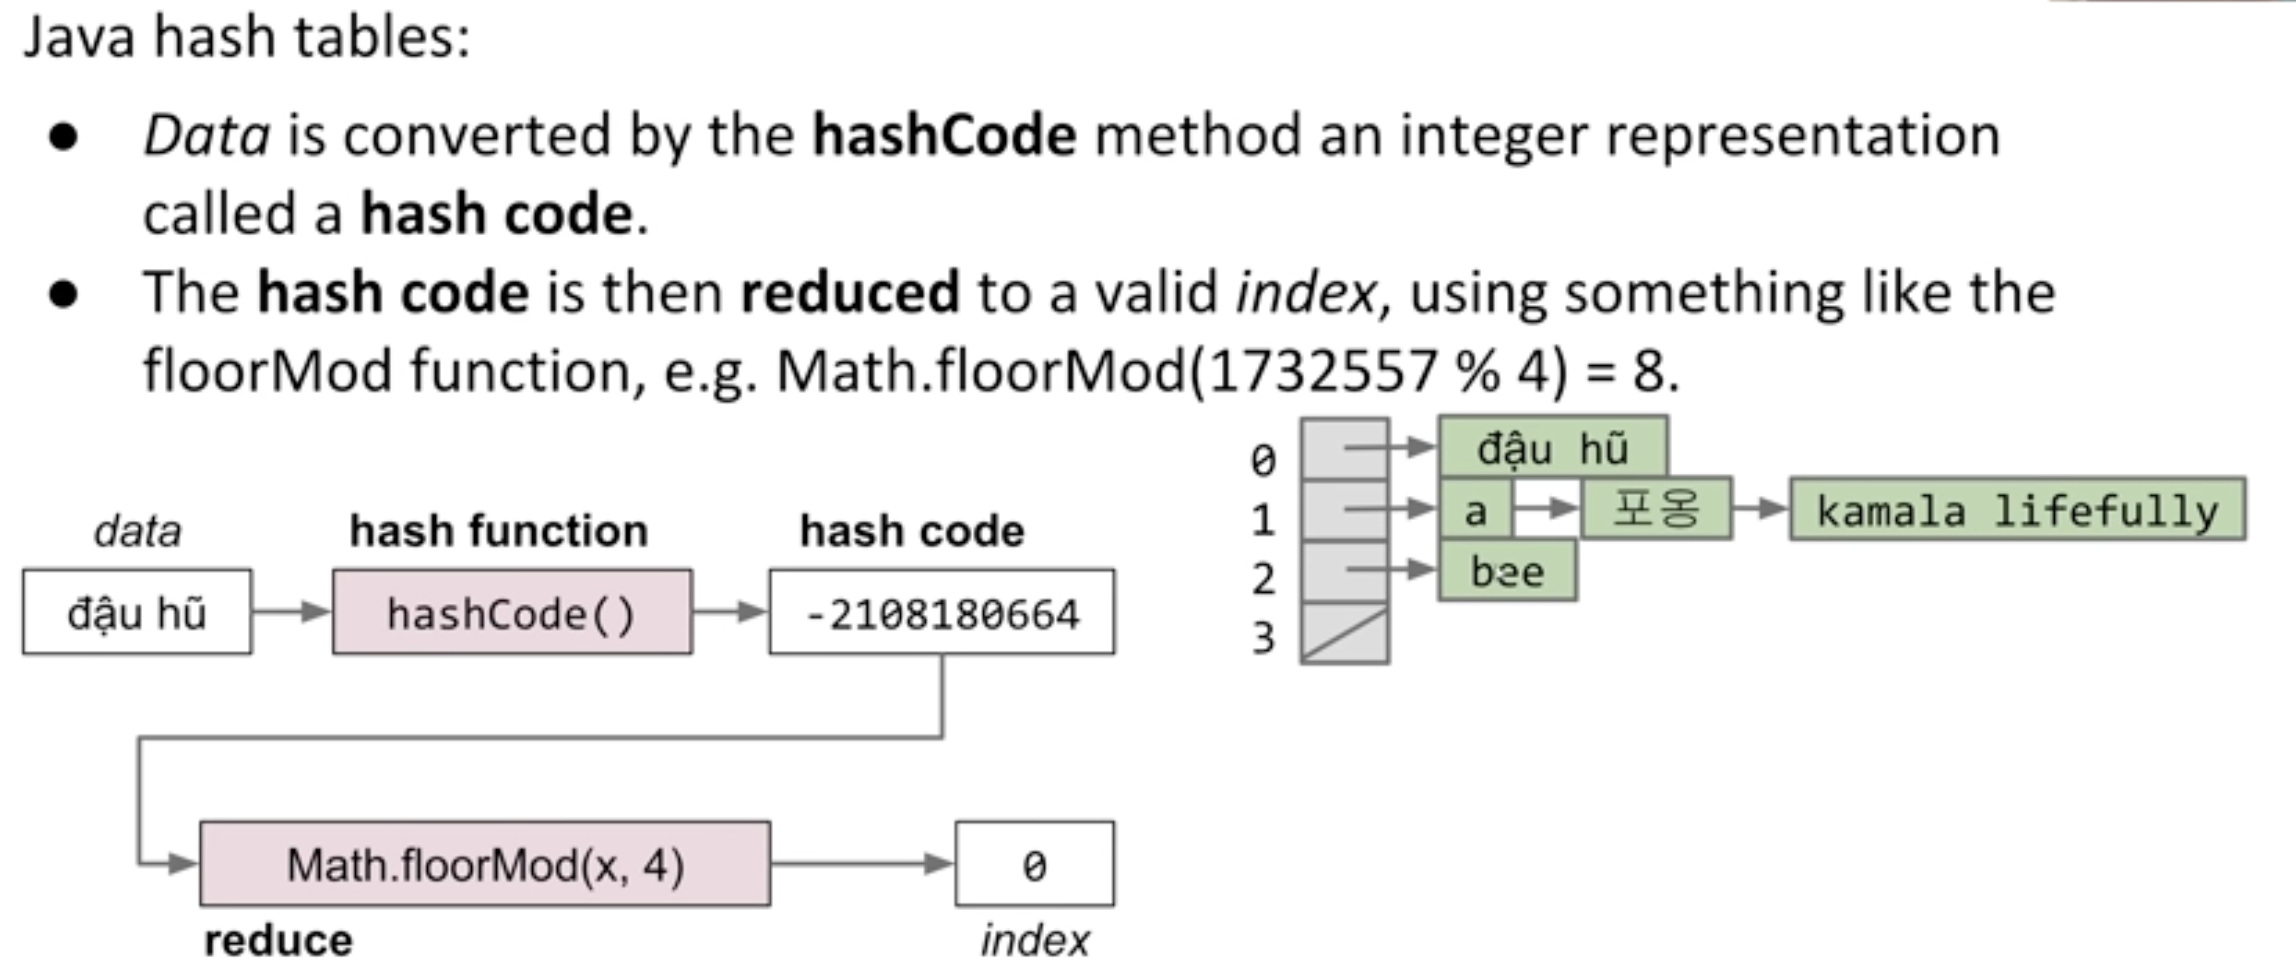 Java hash tables:
● Data is converted by the hashCode method an integer representation
called a hash code.
● The hash code is then reduced to a valid index, using something like the
floorMod function, e.g. Math.floorMod(1732557 % 4) = 8.
data hash function hash code
đậu hũ hashCode() -2108180664
Math.floorMod(x, 4) 0
reduce index
0 đậu hũ
1 a 포옹 kamala lifefully
2 bee
3